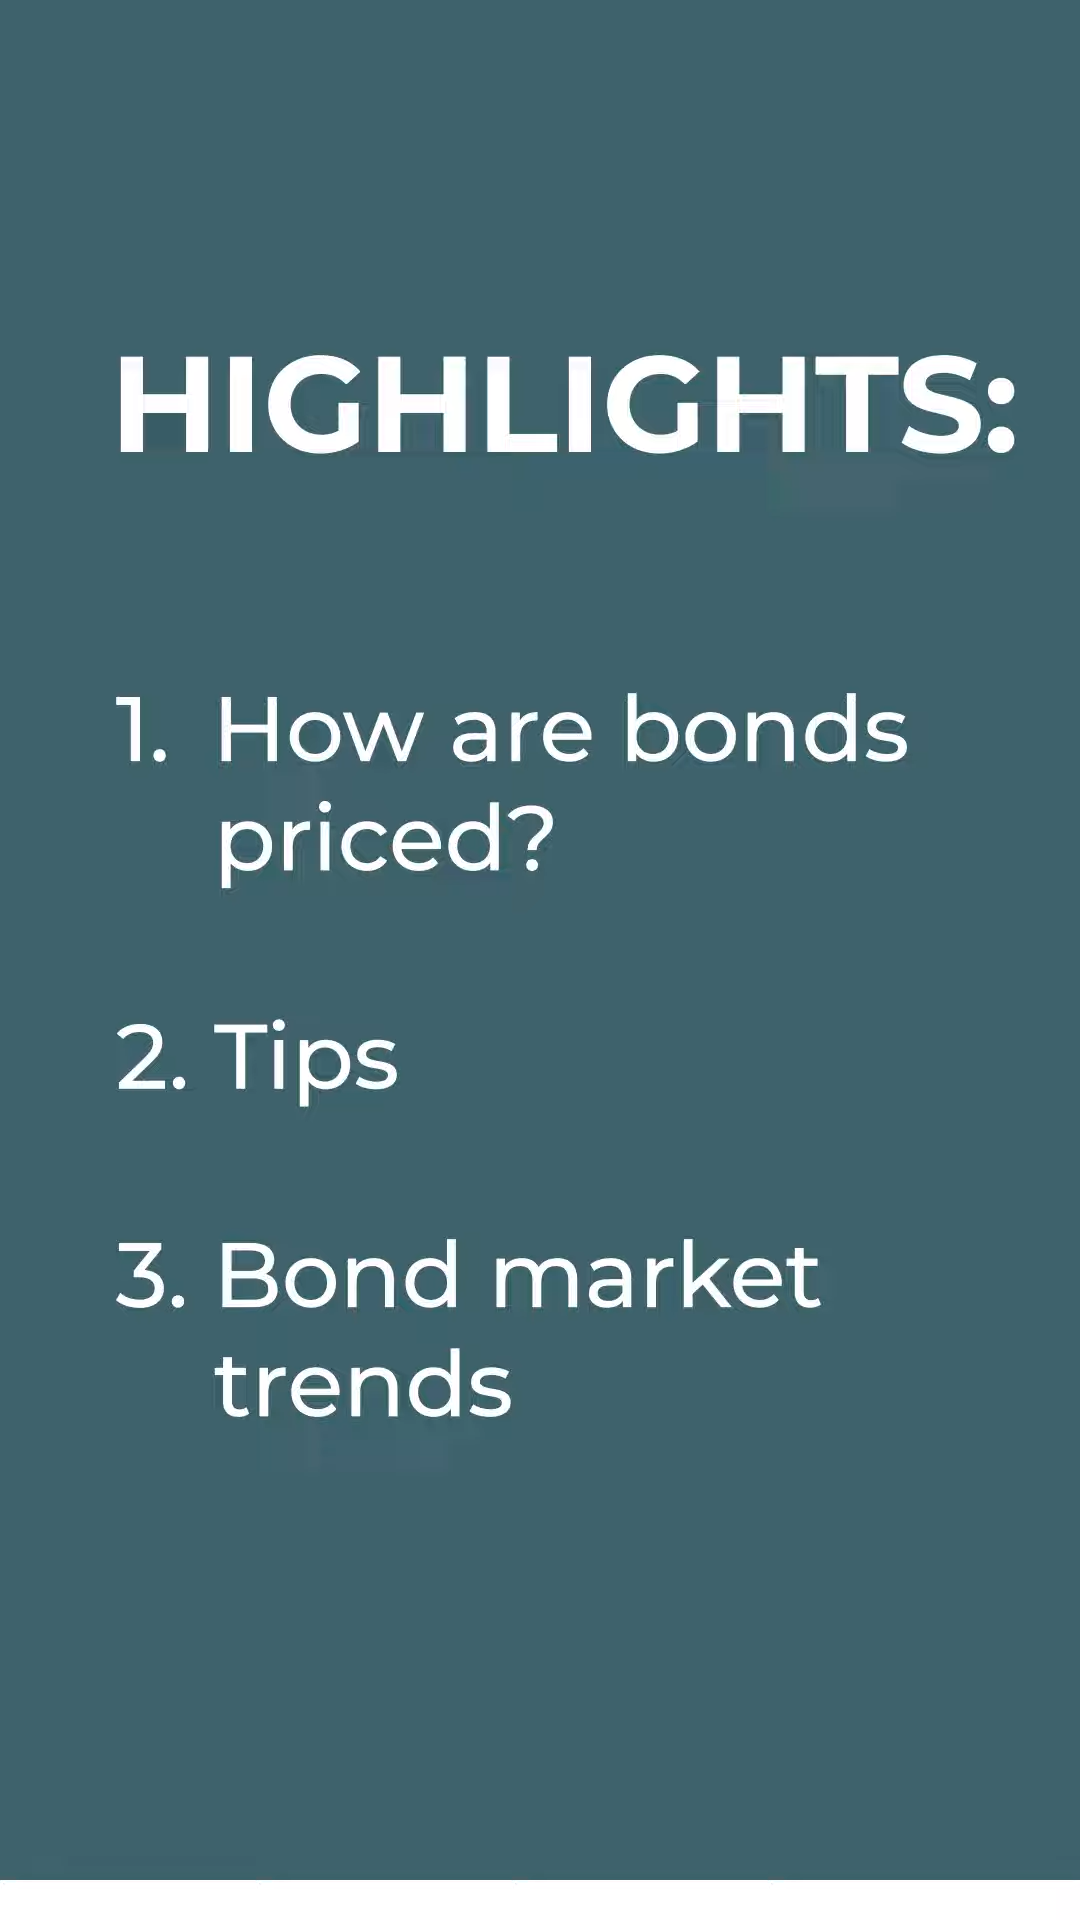 HIGHLIGHTS:
1. How are bonds
priced?
2. Tips
3. Bond market
trends